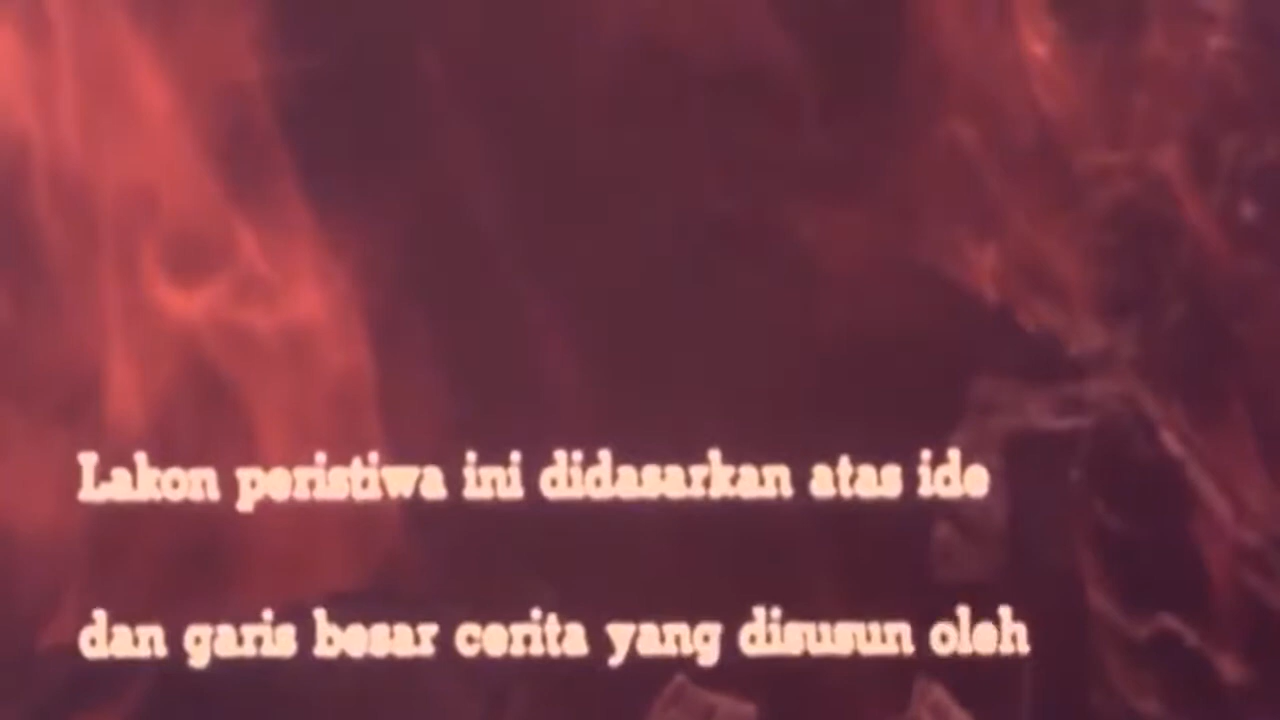 Lakon peristiwa ini didasarkan atas ide
dan garis besar cerita yang disusun oleh